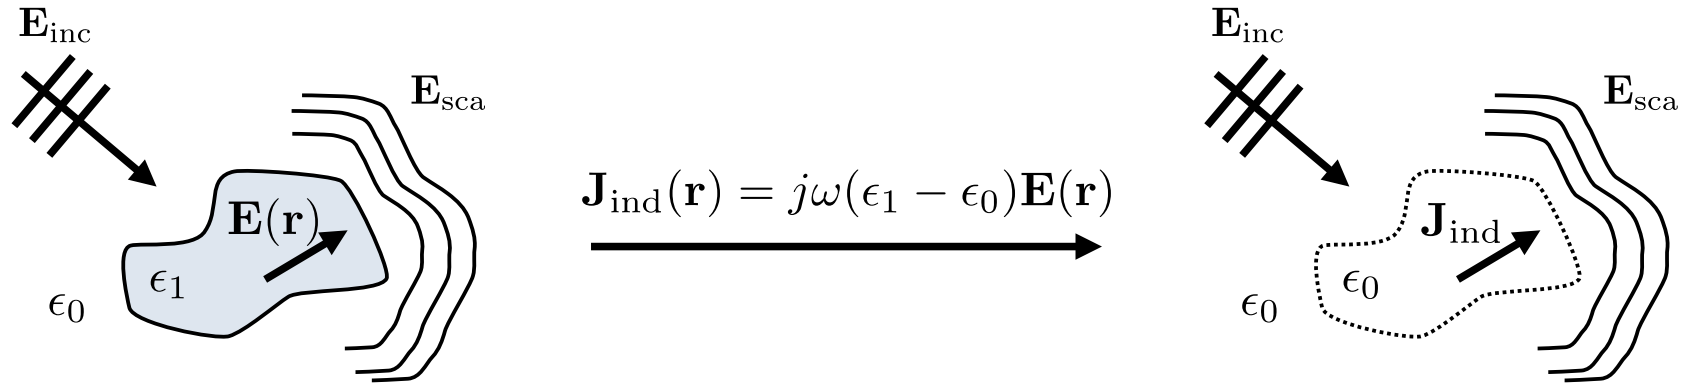 E_inc
E_sca
E(r)
ϵ_1
ϵ_0
J_ind(r) = jω(ϵ_1 − ϵ_0)E(r)
E_inc
E_sca
J_ind
ϵ_0
ϵ_0